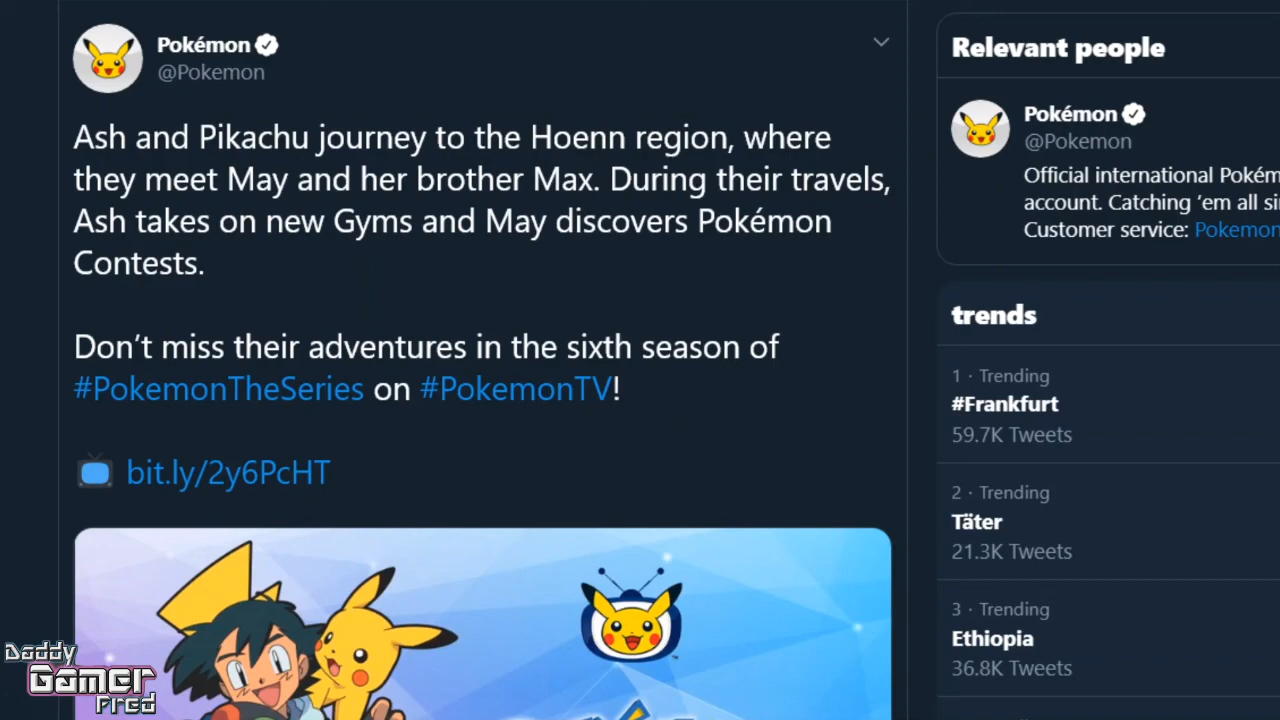 Pokémon
@Pokemon
Ash and Pikachu journey to the Hoenn region, where
they meet May and her brother Max. During their travels,
Ash takes on new Gyms and May discovers Pokémon
Contests.
Don’t miss their adventures in the sixth season of
#PokemonTheSeries on #PokemonTV!
bit.ly/2y6PcHT
Relevant people
Pokémon
@Pokemon
Official international Pokém
account. Catching ‘em all si
Customer service: Pokemon
trends
1 · Trending
#Frankfurt
59.7K Tweets
2 · Trending
Täter
21.3K Tweets
3 · Trending
Ethiopia
36.8K Tweets
Daddy
Gamer
Fred